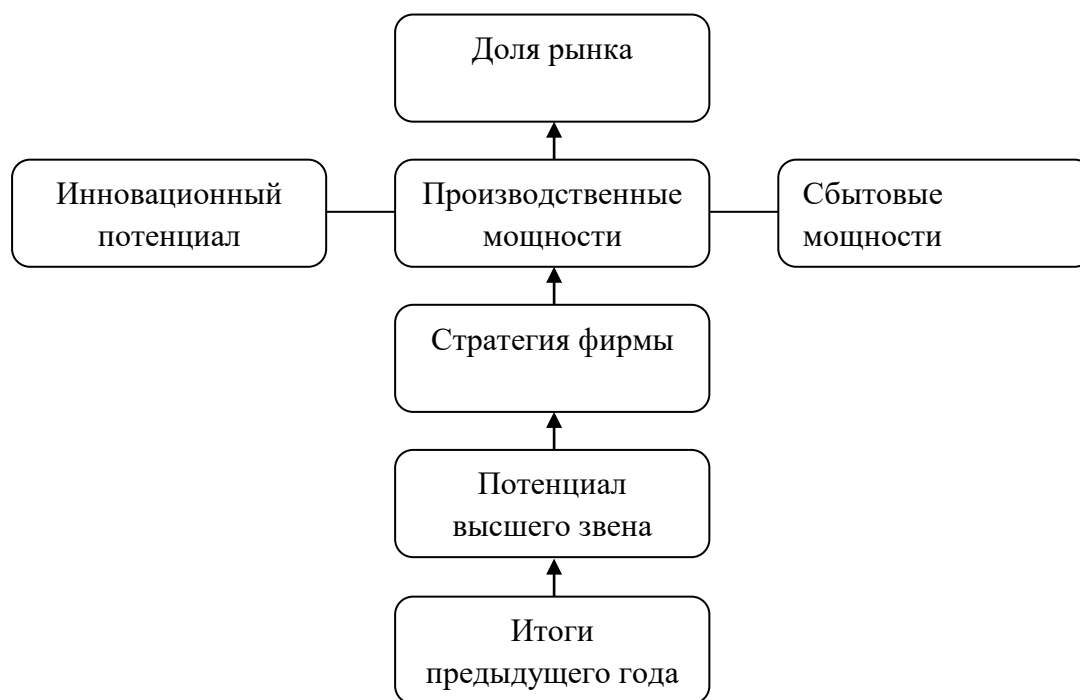 Доля рынка
Инновационный
потенциал
Производственные
мощности
Сбытовые
мощности
Стратегия фирмы
Потенциал
высшего звена
Итоги
предыдущего года